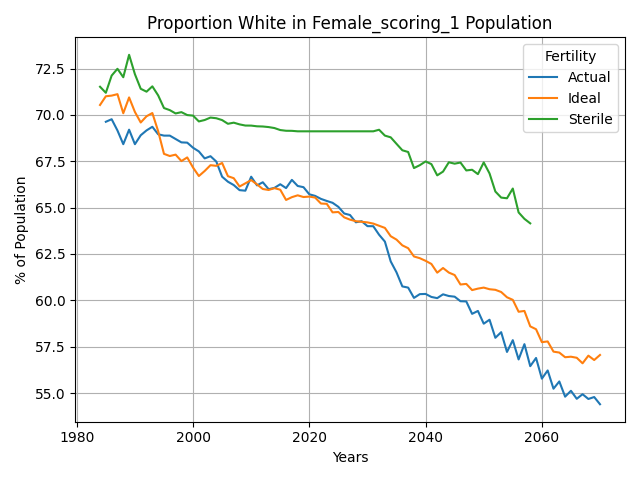 Proportion White in Female_scoring_1 Population
% of Population
72.5
70.0
67.5
65.0
62.5
60.0
57.5
55.0
Fertility
Actual
Ideal
Sterile
1980
2000
2020
2040
2060
Years